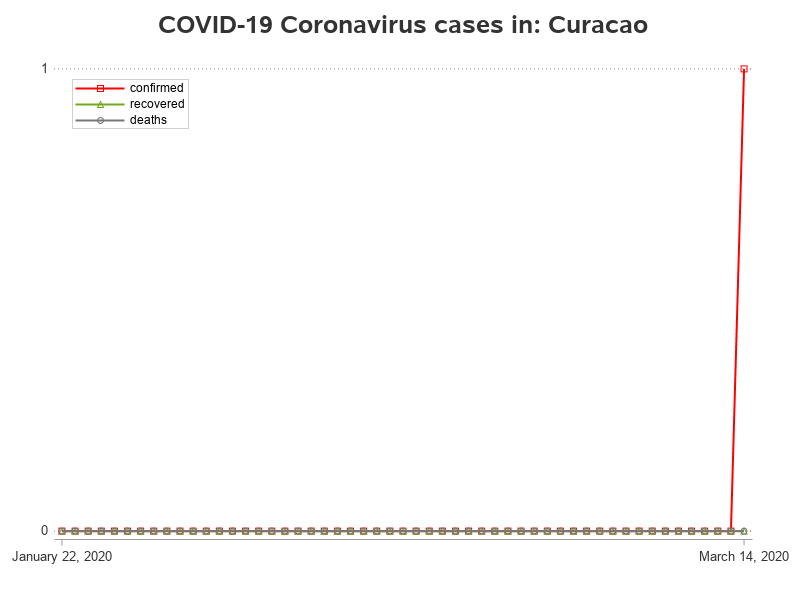 COVID-19 Coronavirus cases in: Curacao
1
confirmed
recovered
deaths
0
January 22, 2020
March 14, 2020